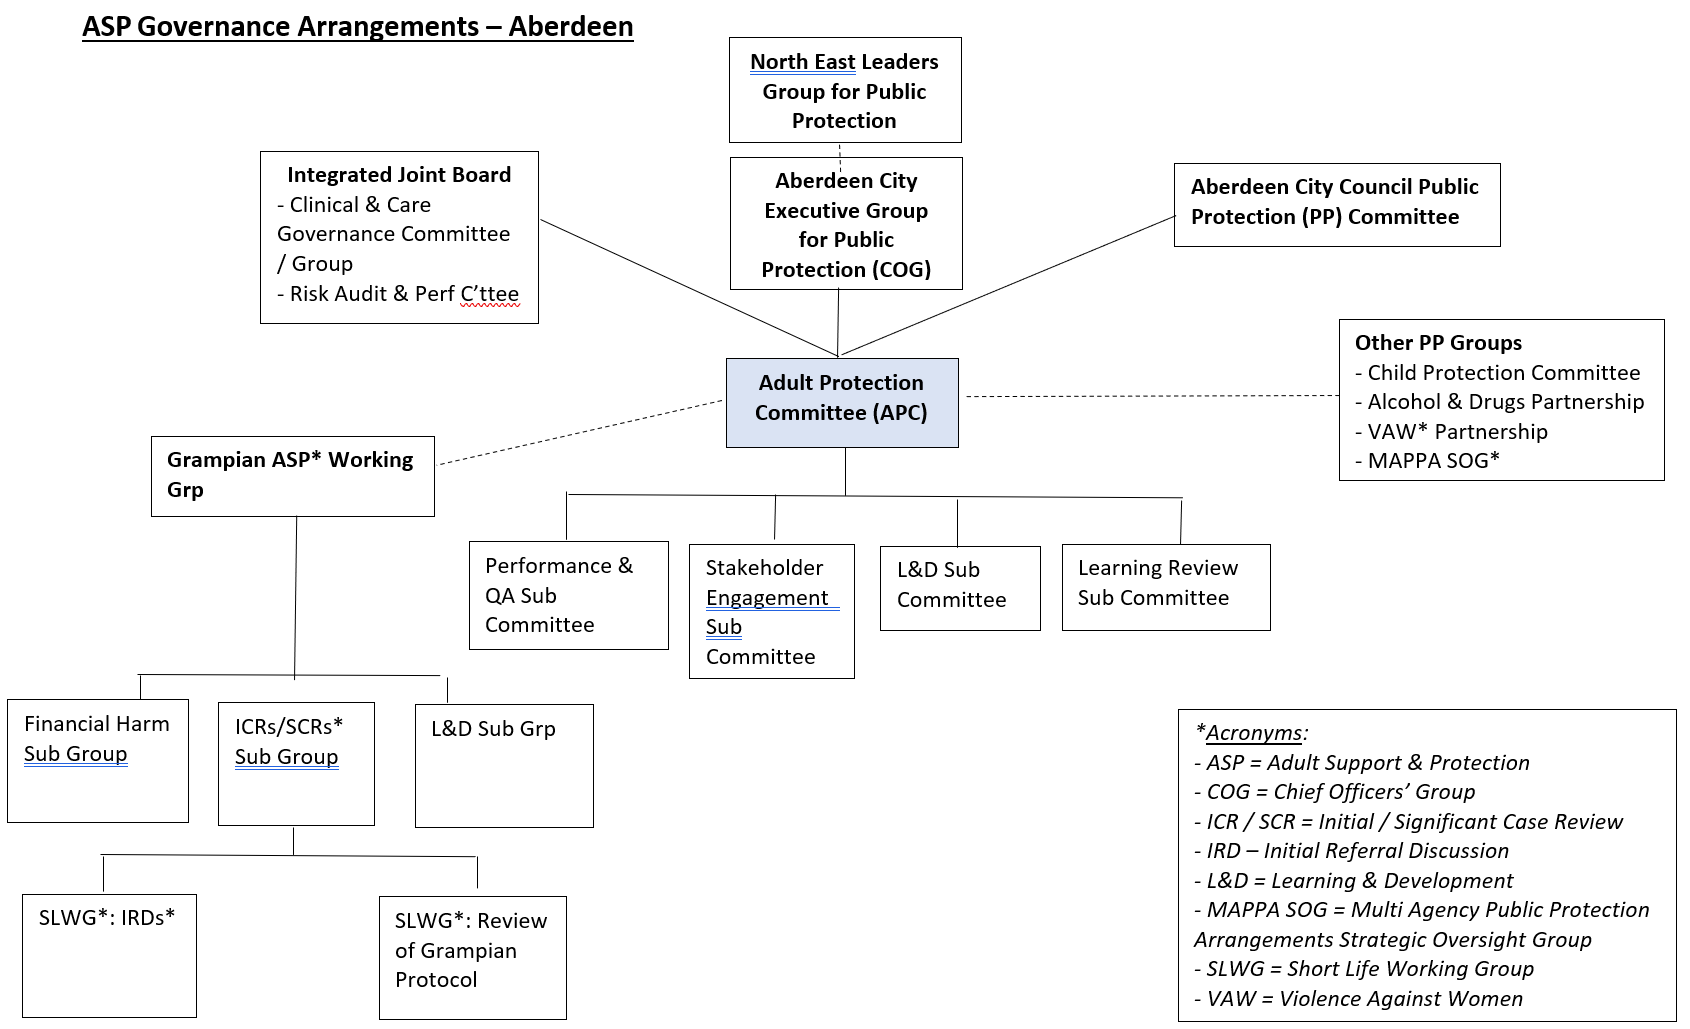 ASP Governance Arrangements – Aberdeen
North East Leaders
Group for Public
Protection
Integrated Joint Board
- Clinical & Care
Governance Committee
/ Group
- Risk Audit & Perf C’ttee
Aberdeen City
Executive Group
for Public
Protection (COG)
Aberdeen City Council Public
Protection (PP) Committee
Adult Protection
Committee (APC)
Other PP Groups
- Child Protection Committee
- Alcohol & Drugs Partnership
- VAW* Partnership
- MAPPA SOG*
Grampian ASP* Working
Grp
Performance &
QA Sub
Committee
Stakeholder
Engagement
Sub
Committee
L&D Sub
Committee
Learning Review
Sub Committee
Financial Harm
Sub Group
ICRs/SCRs*
Sub Group
L&D Sub Grp
SLWG*: IRDs*
SLWG*: Review
of Grampian
Protocol
*Acronyms:
- ASP = Adult Support & Protection
- COG = Chief Officers’ Group
- ICR / SCR = Initial / Significant Case Review
- IRD – Initial Referral Discussion
- L&D = Learning & Development
- MAPPA SOG = Multi Agency Public Protection
Arrangements Strategic Oversight Group
- SLWG = Short Life Working Group
- VAW = Violence Against Women